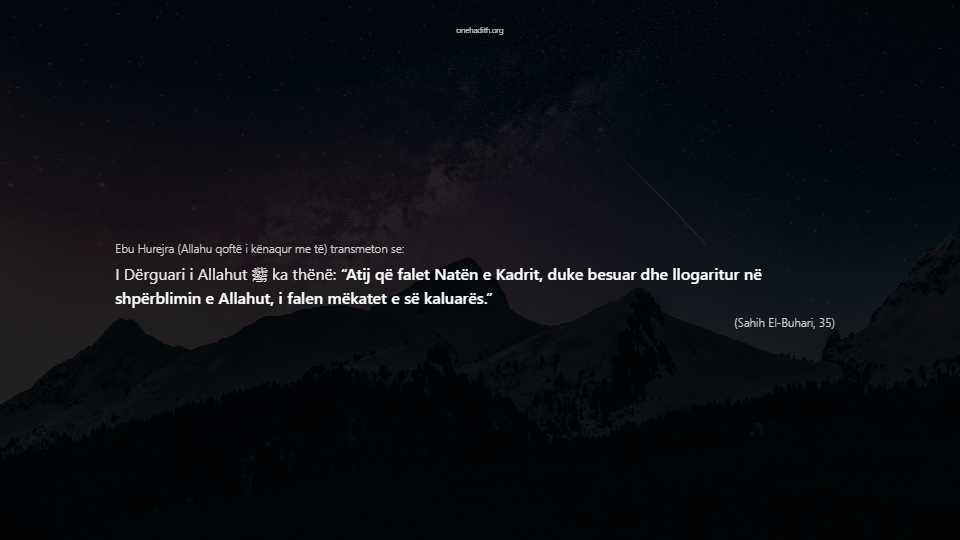 onehadith.org
Ebu Hurejra (Allahu qoftë i kënaqur me të) transmeton se:
I Dërguari i Allahut ﷺ ka thënë: “Atij që falet Natën e Kadrit, duke besuar dhe llogaritur në
shpërblimin e Allahut, i falen mëkatet e së kaluarës.”
(Sahih El-Buhari, 35)